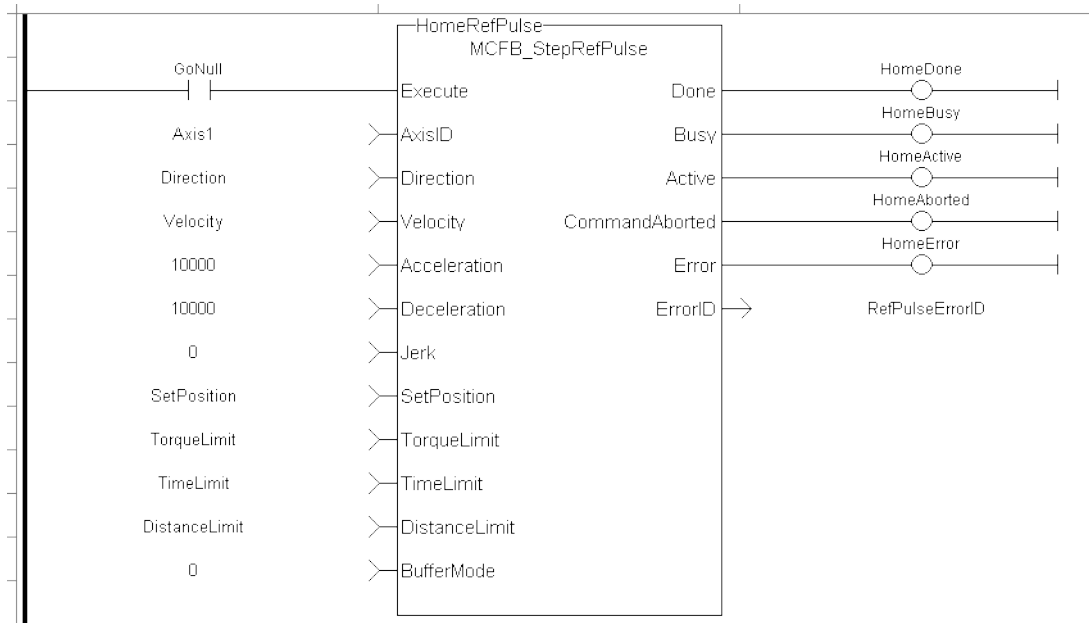 HomeRefPulse
MCFB_StepRefPulse
GoNull
HomeDone
Execute
Done
HomeBusy
Axis1
AxisID
Busy
HomeActive
Direction
Direction
Active
HomeAborted
Velocity
Velocity
CommandAborted
HomeError
10000
Acceleration
Error
10000
Deceleration
ErrorID
RefPulseErrorID
0
Jerk
SetPosition
SetPosition
TorqueLimit
TorqueLimit
TimeLimit
TimeLimit
DistanceLimit
DistanceLimit
0
BufferMode